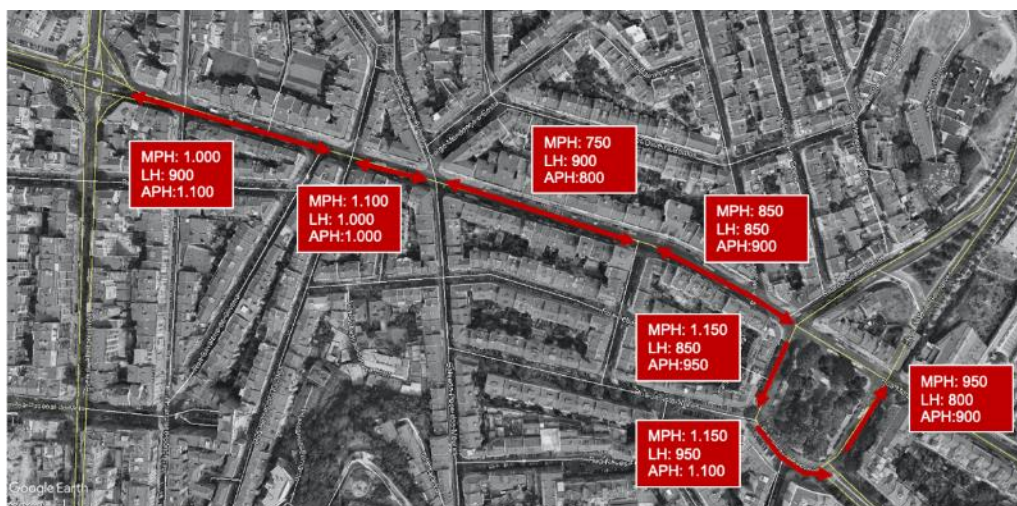 MPH: 1.000
LH: 900
APH:1.100
MPH: 1.100
LH: 1.000
APH:1.000
MPH: 750
LH: 900
APH:800
MPH: 850
LH: 850
APH:900
MPH: 1.150
LH: 850
APH:950
MPH: 1.150
LH: 950
APH: 1.100
MPH: 950
LH: 800
APH:900
Google Earth